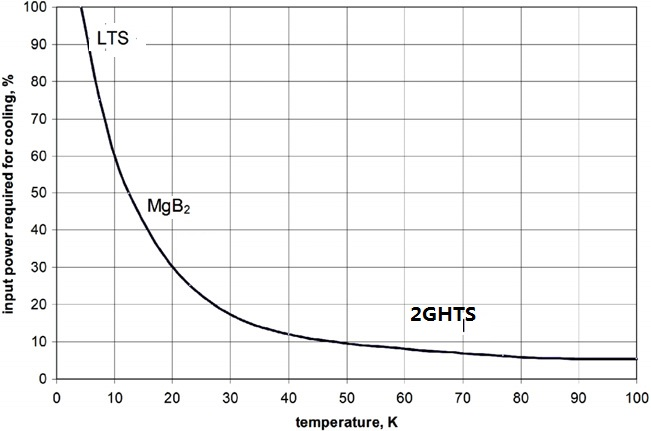 input power required for cooling, %
100
90
80
70
60
50
40
30
20
10
0
LTS
MgB₂
2GHTS
0 10 20 30 40 50 60 70 80 90 100
temperature, K